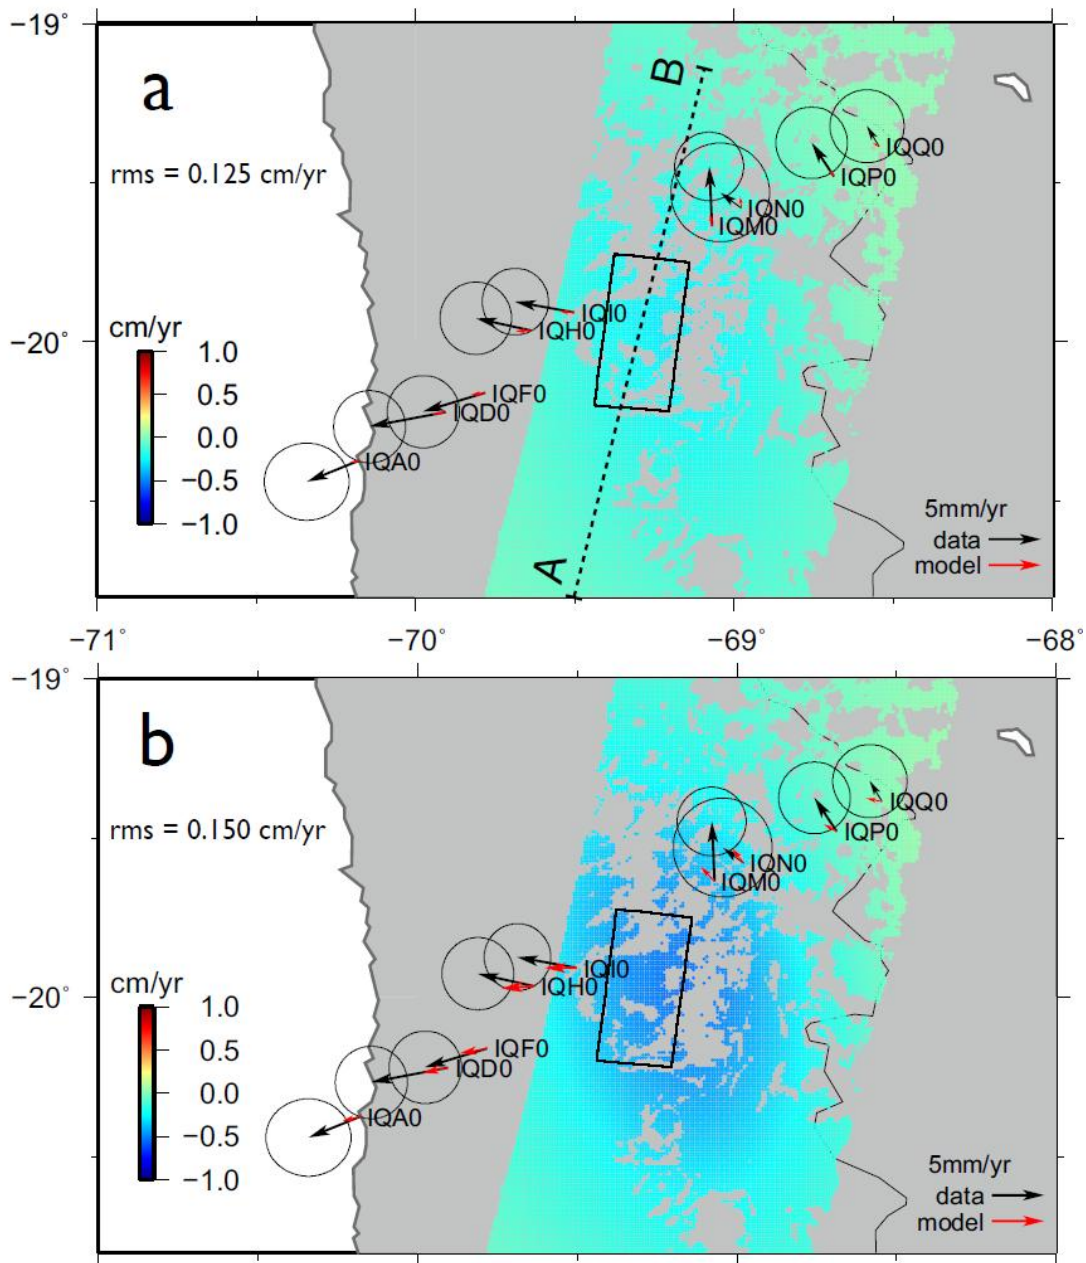 −19°
a
B
rms = 0.125 cm/yr
IQQ0
IQP0
IQN0
IQM0
IQI0
IQH0
−20°
cm/yr
1.0
0.5
0.0
−0.5
−1.0
IQF0
IQD0
IQA0
A
5mm/yr
data
model
−71° −70° −69° −68°
−19°
b
rms = 0.150 cm/yr
IQQ0
IQP0
IQN0
IQM0
IQI0
IQH0
−20°
cm/yr
1.0
0.5
0.0
−0.5
−1.0
IQF0
IQD0
IQA0
5mm/yr
data
model